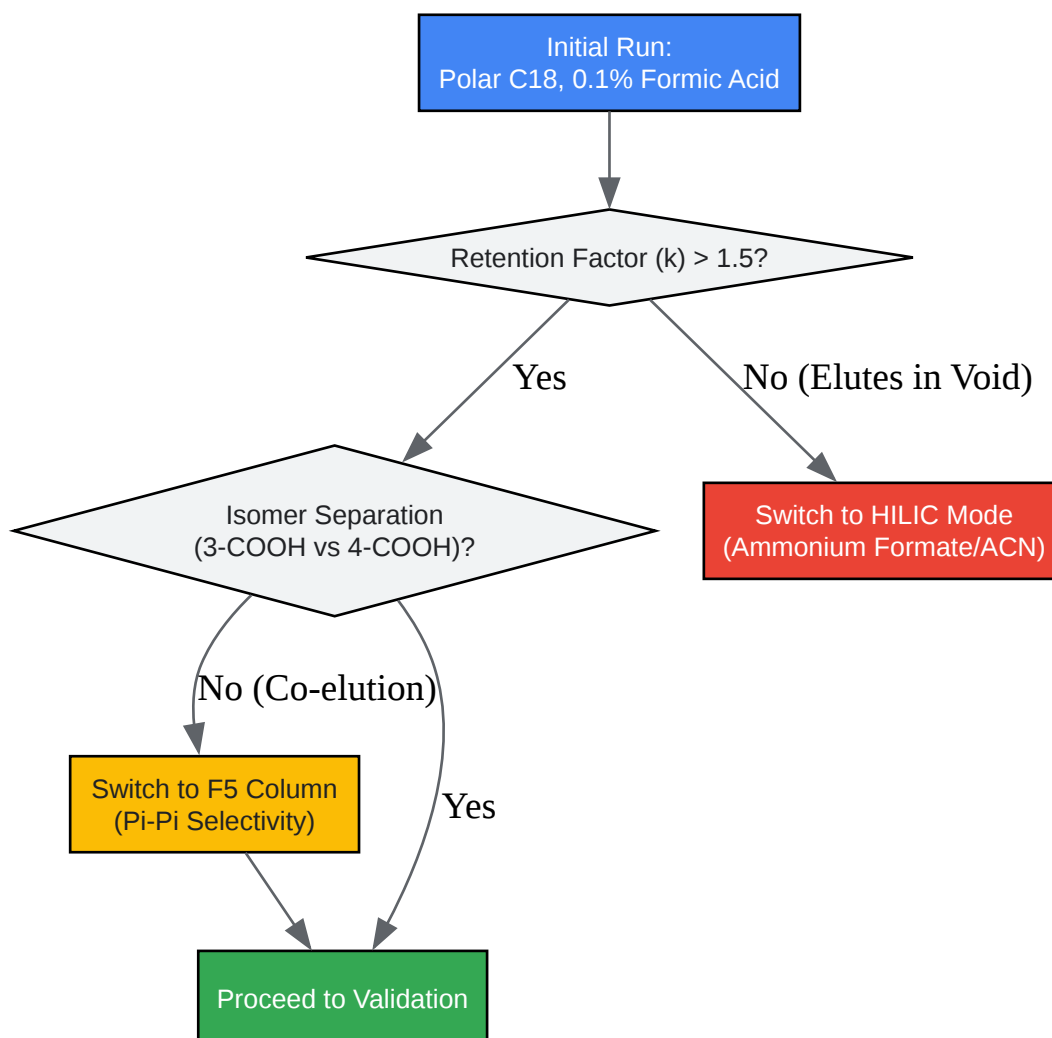 Initial Run:
Polar C18, 0.1% Formic Acid
Retention Factor (k) > 1.5?
Yes
No (Elutes in Void)
Isomer Separation
(3-COOH vs 4-COOH)?
Switch to HILIC Mode
(Ammonium Formate/ACN)
No (Co-elution)
Switch to F5 Column
(Pi-Pi Selectivity)
Yes
Proceed to Validation